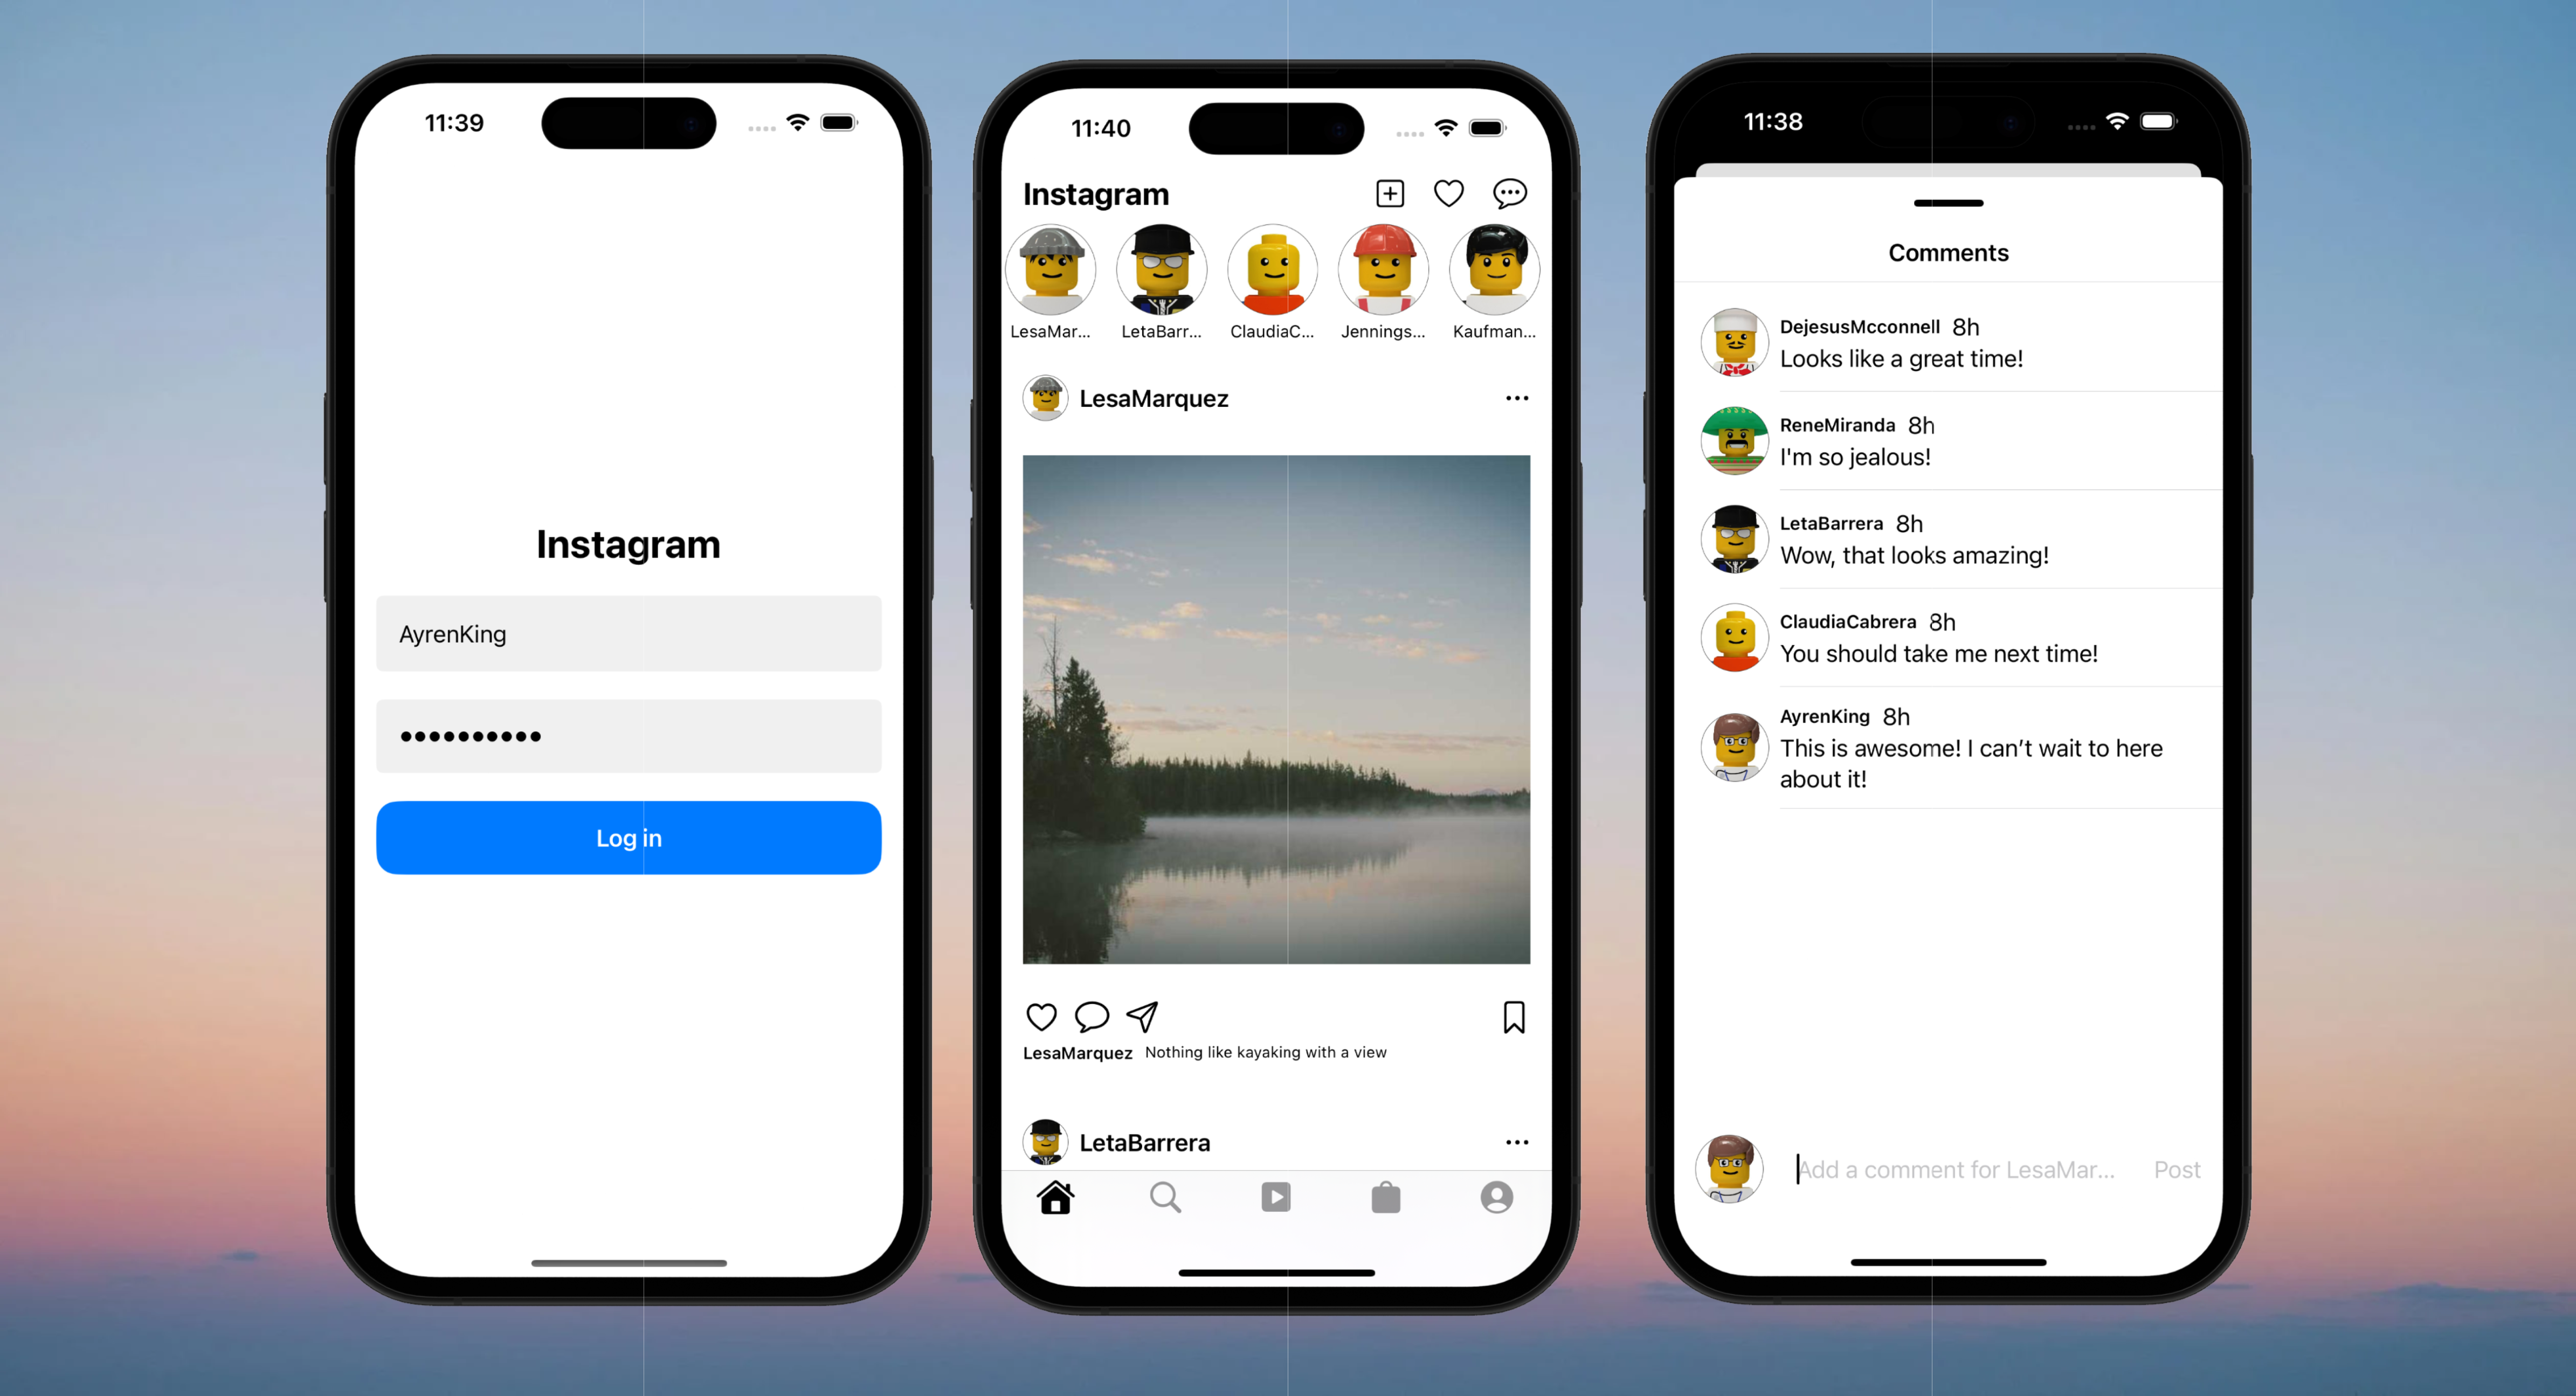 11:39
Instagram
AyrenKing
Log in
11:40
Instagram
LesaMar...
LetaBarr...
ClaudiaC...
Jennings...
Kaufman...
LesaMarquez
LesaMarquez Nothing like kayaking with a view
LetaBarrera
11:38
Comments
DejesusMcconnell 8h
Looks like a great time!
ReneMiranda 8h
I'm so jealous!
LetaBarrera 8h
Wow, that looks amazing!
ClaudiaCabrera 8h
You should take me next time!
AyrenKing 8h
This is awesome! I can’t wait to here
about it!
Add a comment for LesaMar... Post